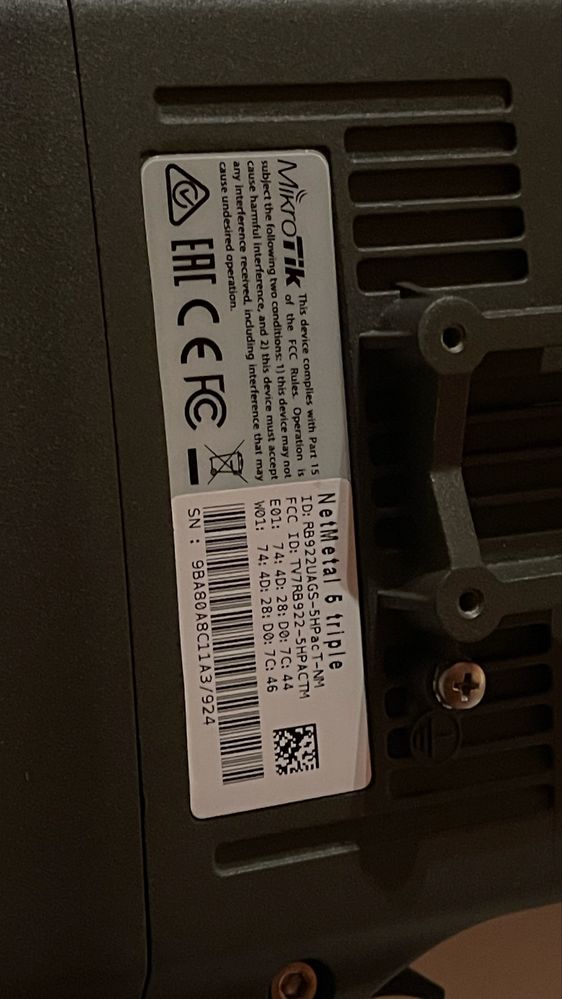 MikroTik This device complies with Part 15
of the FCC Rules. Operation is
subject the following two conditions: 1) this device may not
cause harmful interference, and 2) this device must accept
any interference received, including interference that may
cause undesired operation.
EAC CE FC
NetMetal 5 triple
ID: RB922UAGS-5HPacT-NM
FCC ID: TV7RB922-5HPACTM
E01: 74:4D:28:D0:7C:44
W01: 74:4D:28:D0:7C:46
SN: 9BA80A8C11A3/924